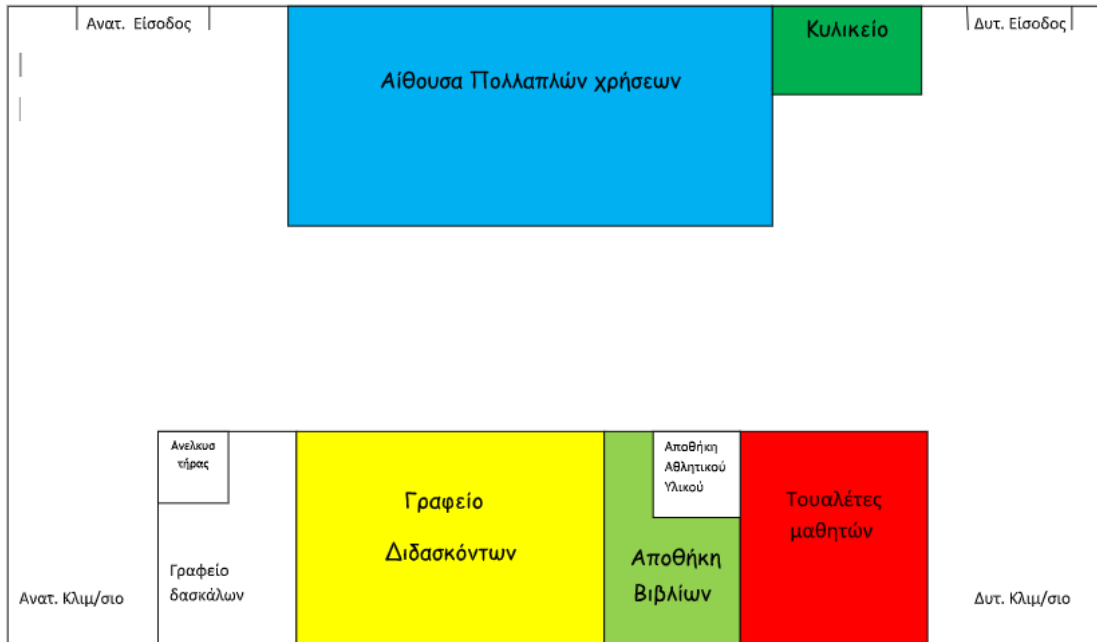 Ανατ. Είσοδος
Αίθουσα Πολλαπλών χρήσεων
Κυλικείο
Δυτ. Είσοδος
Ανελκυσ
τήρας
Γραφείο
δασκάλων
Γραφείο
Διδασκόντων
Αποθήκη
Αθλητικού
Υλικού
Αποθήκη
Βιβλίων
Τουαλέτες
μαθητών
Ανατ. Κλιμ/σιο
Δυτ. Κλιμ/σιο